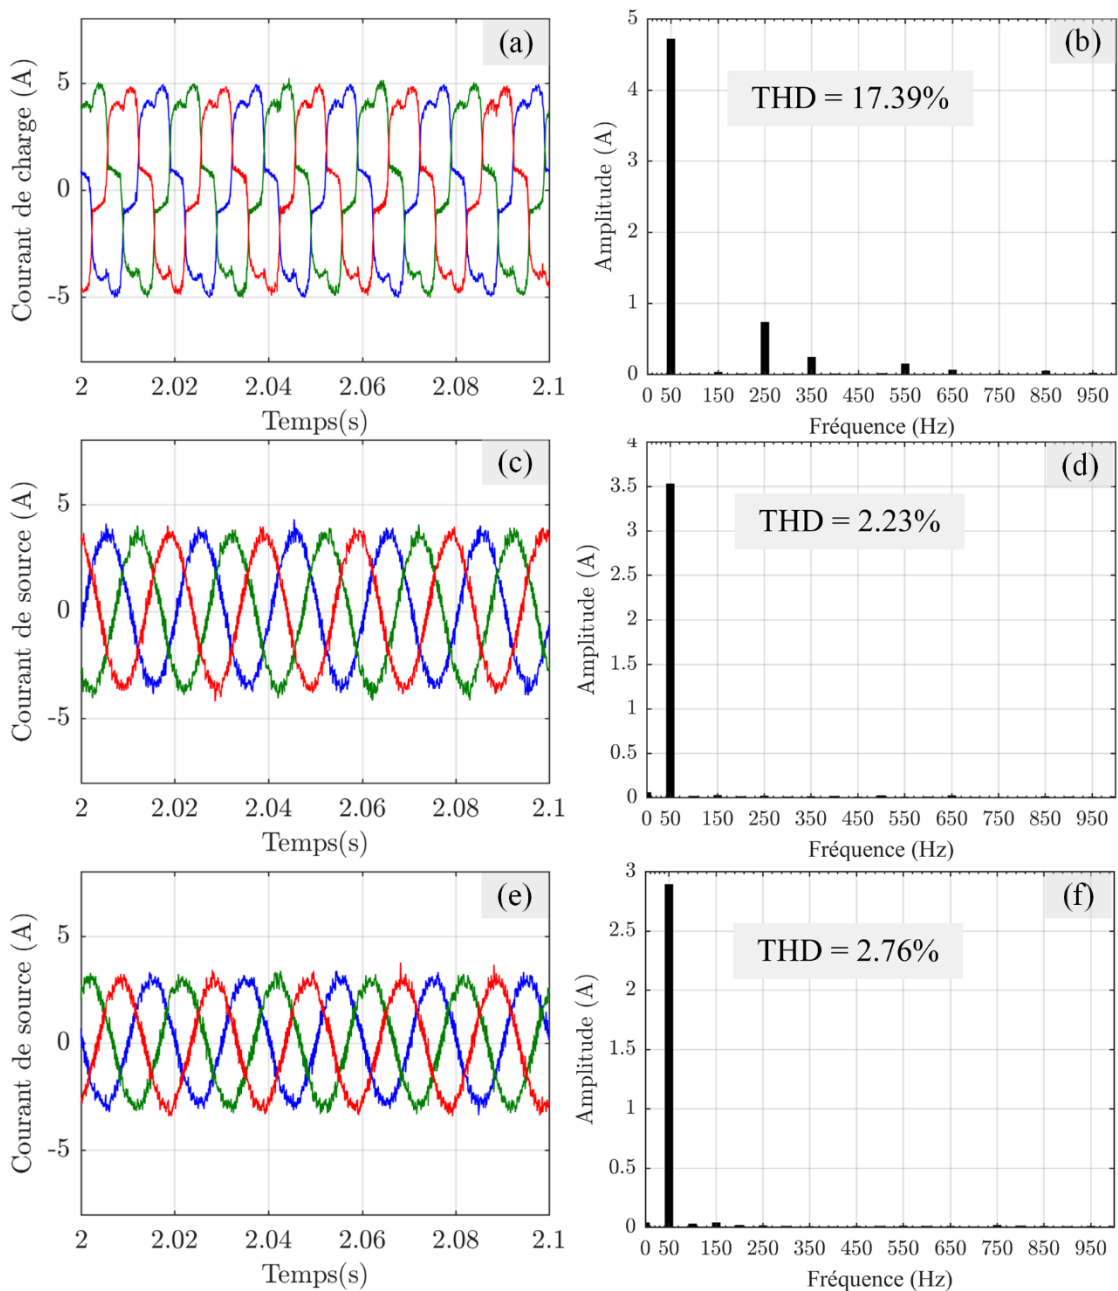 (a)
Courant de charge (A)
5
0
-5
2 2.02 2.04 2.06 2.08 2.1
Temps(s)
(b)
THD = 17.39%
Amplitude (A)
5
4
3
2
1
0
0 50 150 250 350 450 550 650 750 850 950
Fréquence (Hz)
(c)
Courant de source (A)
5
0
-5
2 2.02 2.04 2.06 2.08 2.1
Temps(s)
(d)
THD = 2.23%
Amplitude (A)
4
3.5
3
2.5
2
1.5
1
0.5
0
0 50 150 250 350 450 550 650 750 850 950
Fréquence (Hz)
(e)
Courant de source (A)
5
0
-5
2 2.02 2.04 2.06 2.08 2.1
Temps(s)
(f)
THD = 2.76%
Amplitude (A)
3
2.5
2
1.5
1
0.5
0
0 50 150 250 350 450 550 650 750 850 950
Fréquence (Hz)